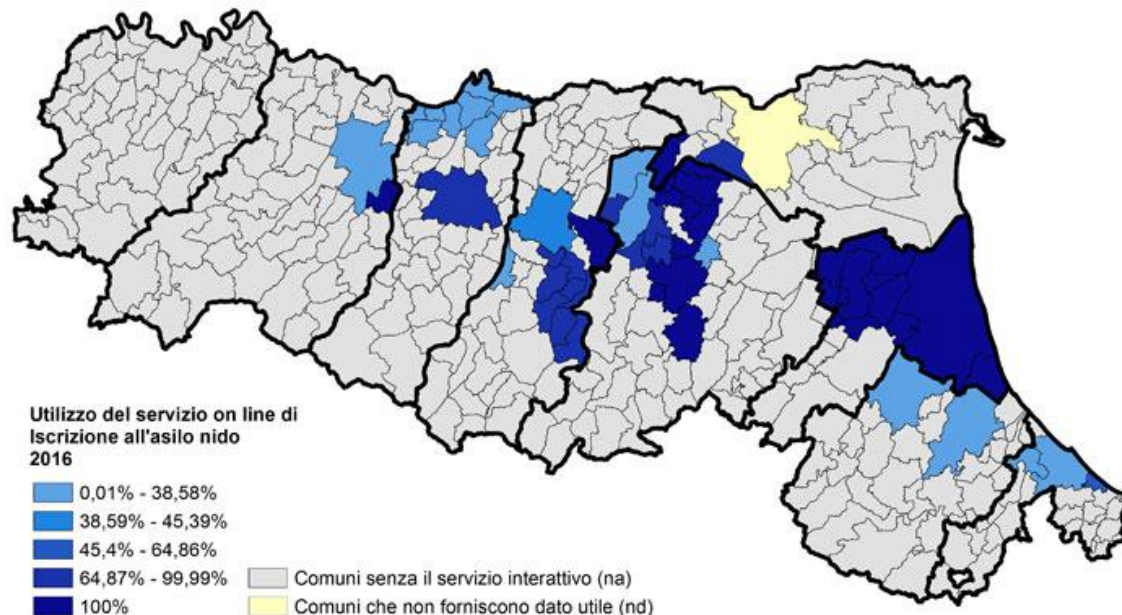 Utilizzo del servizio on line di
Iscrizione all'asilo nido
2016
0,01% - 38,58%
38,59% - 45,39%
45,4% - 64,86%
64,87% - 99,99%
100%
Comuni senza il servizio interattivo (na)
Comuni che non forniscono dato utile (nd)